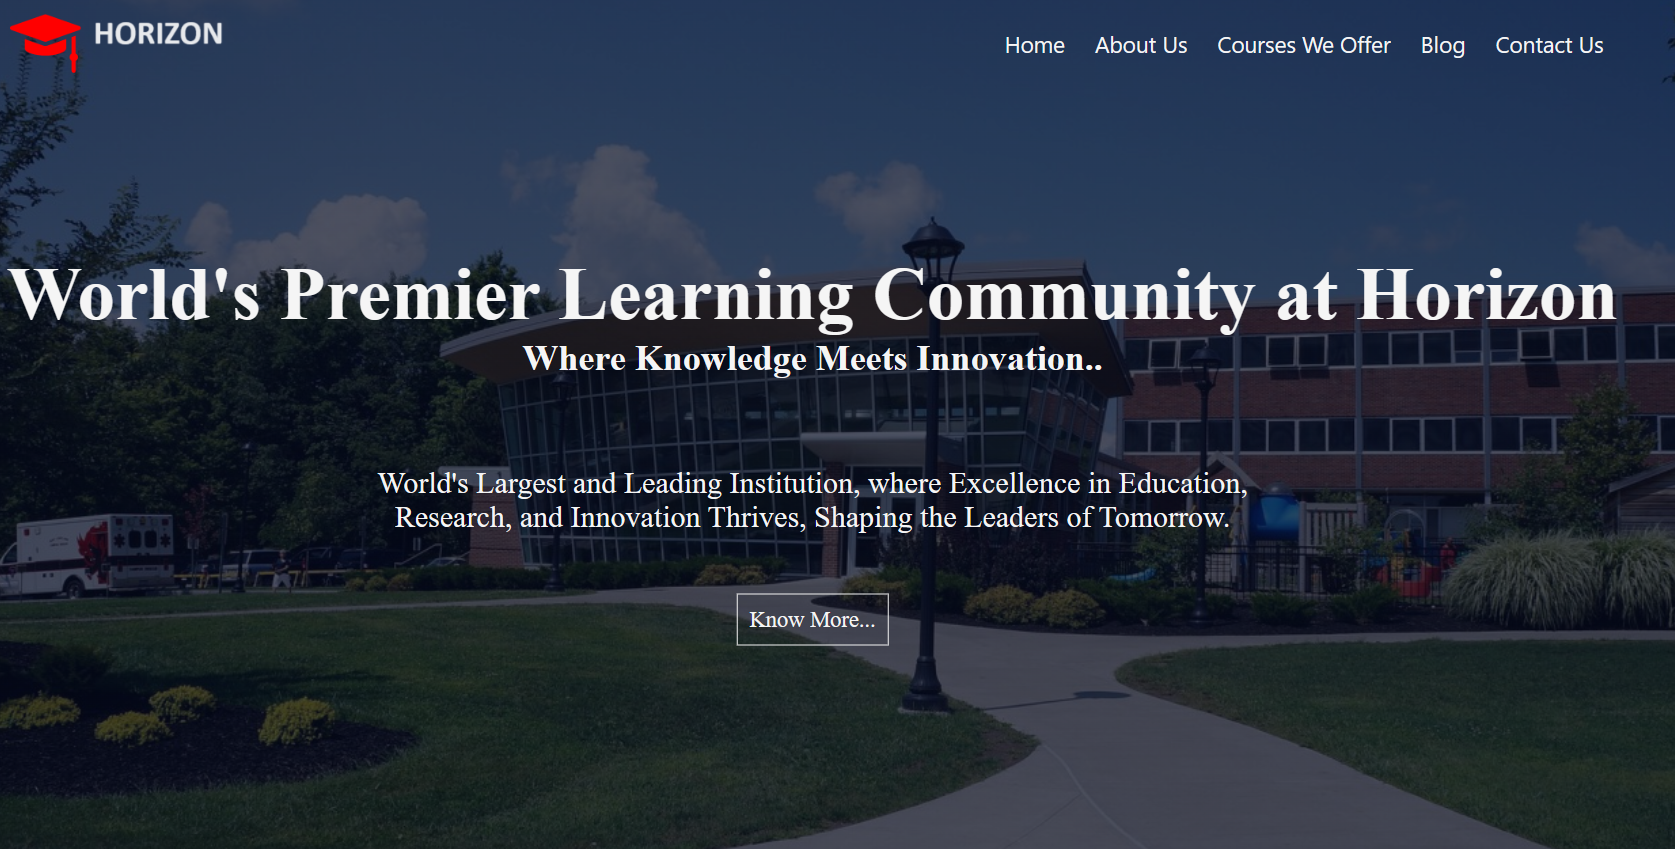 HORIZON
Home About Us Courses We Offer Blog Contact Us
World's Premier Learning Community at Horizon
Where Knowledge Meets Innovation..
World's Largest and Leading Institution, where Excellence in Education,
Research, and Innovation Thrives, Shaping the Leaders of Tomorrow.
Know More...